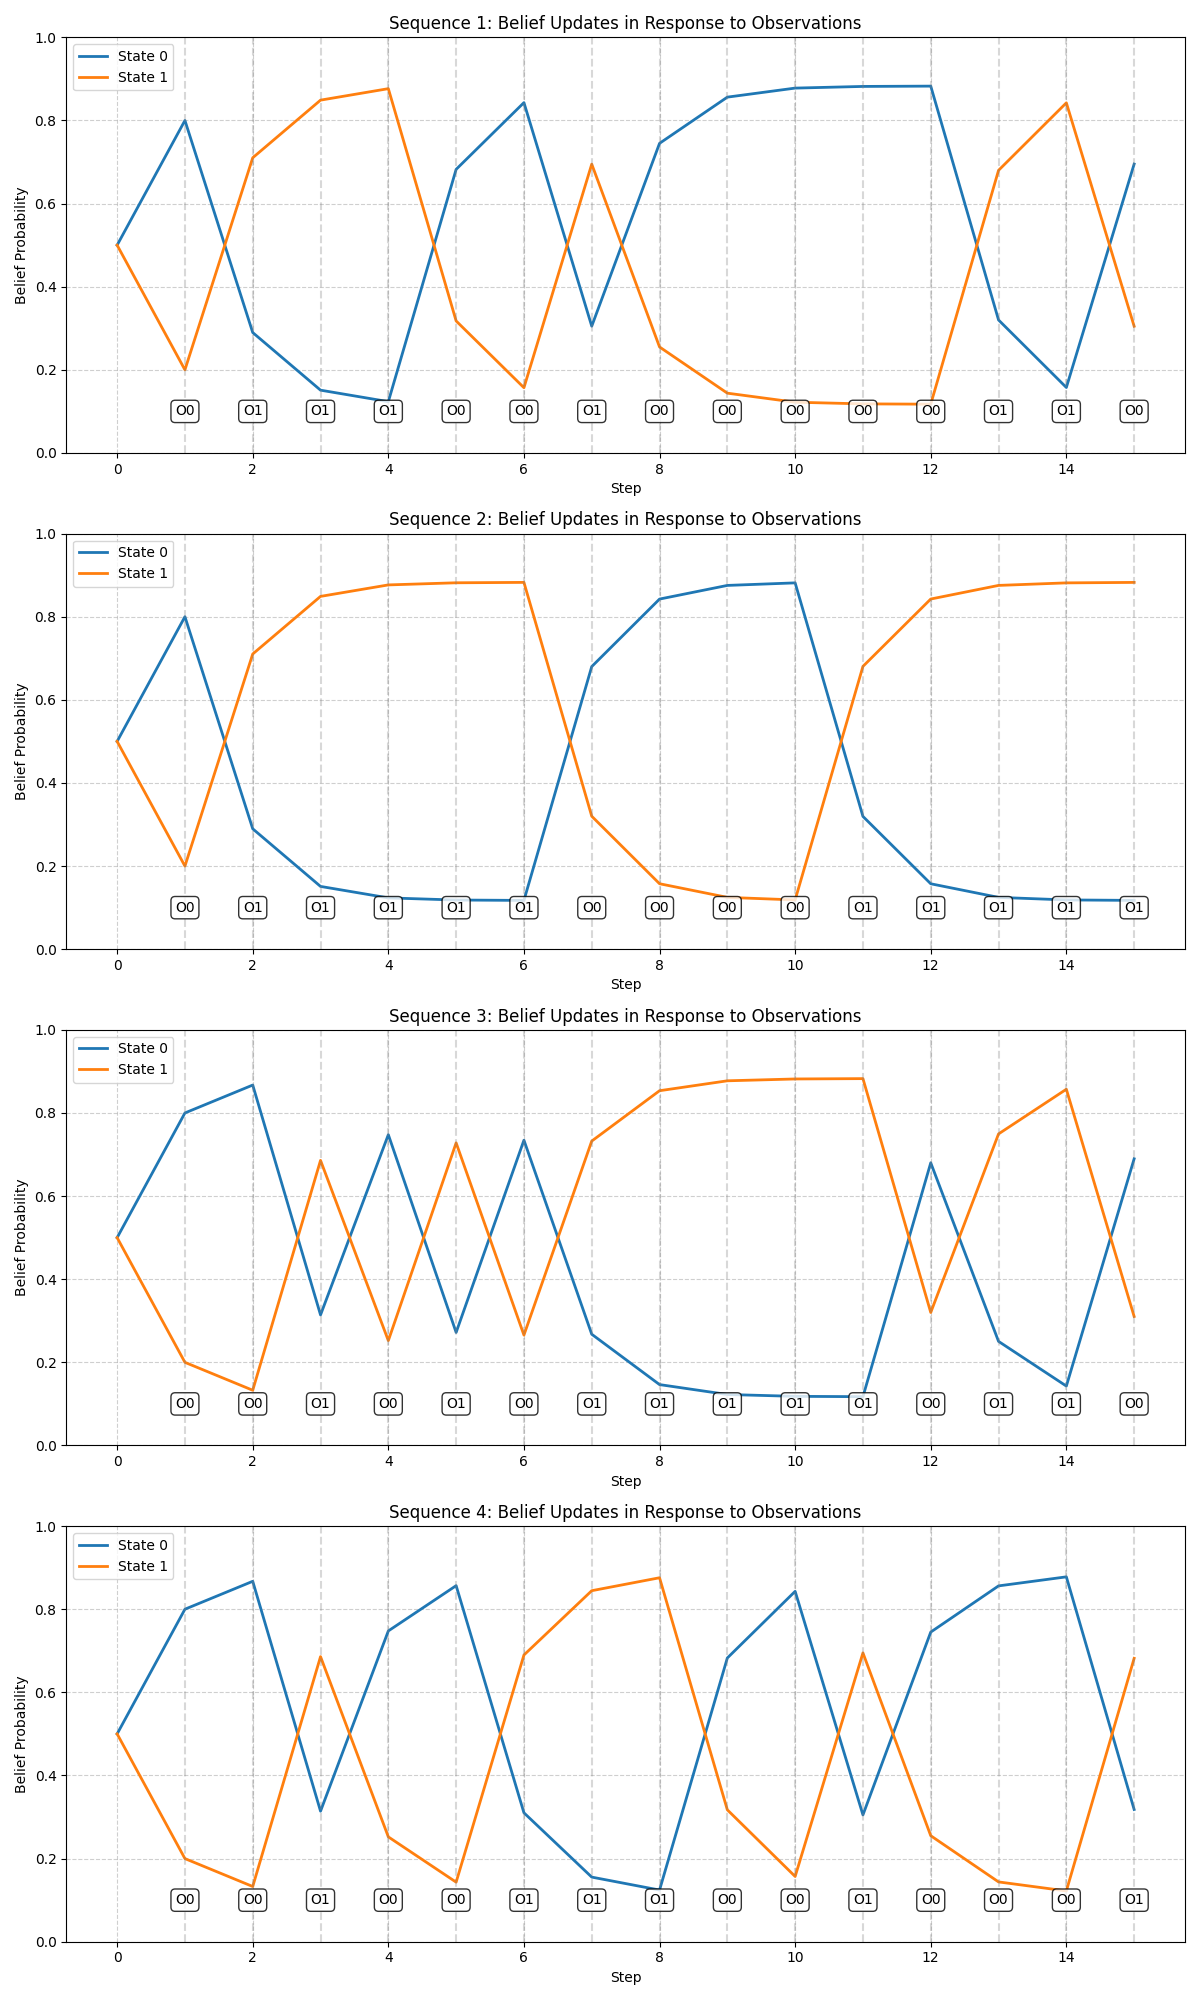 Sequence 1: Belief Updates in Response to Observations
State 0
State 1
Belief Probability
1.0
0.8
0.6
0.4
0.2
0.0
O0 O1 O1 O1 O0 O0 O1 O0 O0 O0 O0 O0 O1 O1 O0
0 2 4 6 8 10 12 14
Step
Sequence 2: Belief Updates in Response to Observations
State 0
State 1
Belief Probability
1.0
0.8
0.6
0.4
0.2
0.0
O0 O1 O1 O1 O1 O1 O0 O0 O0 O0 O1 O1 O1 O1 O1
0 2 4 6 8 10 12 14
Step
Sequence 3: Belief Updates in Response to Observations
State 0
State 1
Belief Probability
1.0
0.8
0.6
0.4
0.2
0.0
O0 O0 O1 O0 O1 O0 O1 O1 O1 O1 O1 O0 O1 O1 O0
0 2 4 6 8 10 12 14
Step
Sequence 4: Belief Updates in Response to Observations
State 0
State 1
Belief Probability
1.0
0.8
0.6
0.4
0.2
0.0
O0 O0 O1 O0 O0 O1 O1 O1 O0 O0 O1 O0 O0 O0 O1
0 2 4 6 8 10 12 14
Step